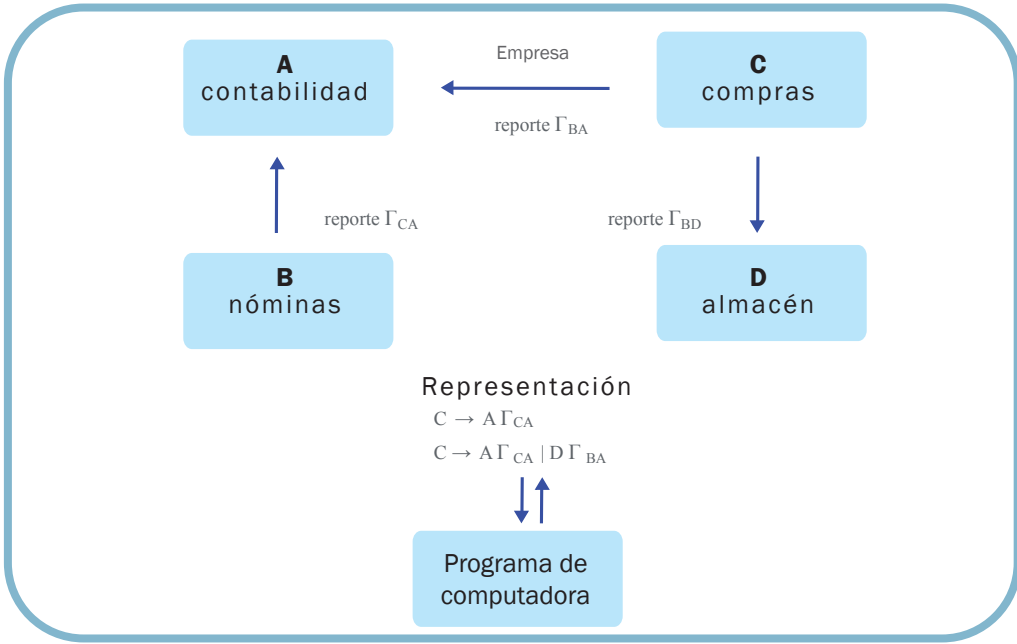 A
contabilidad
Empresa
reporte Γ_BA
C
compras
reporte Γ_CA
reporte Γ_BD
B
nóminas
D
almacén
Representación
C → A Γ_CA
C → A Γ_CA | D Γ_BA
Programa de
computadora